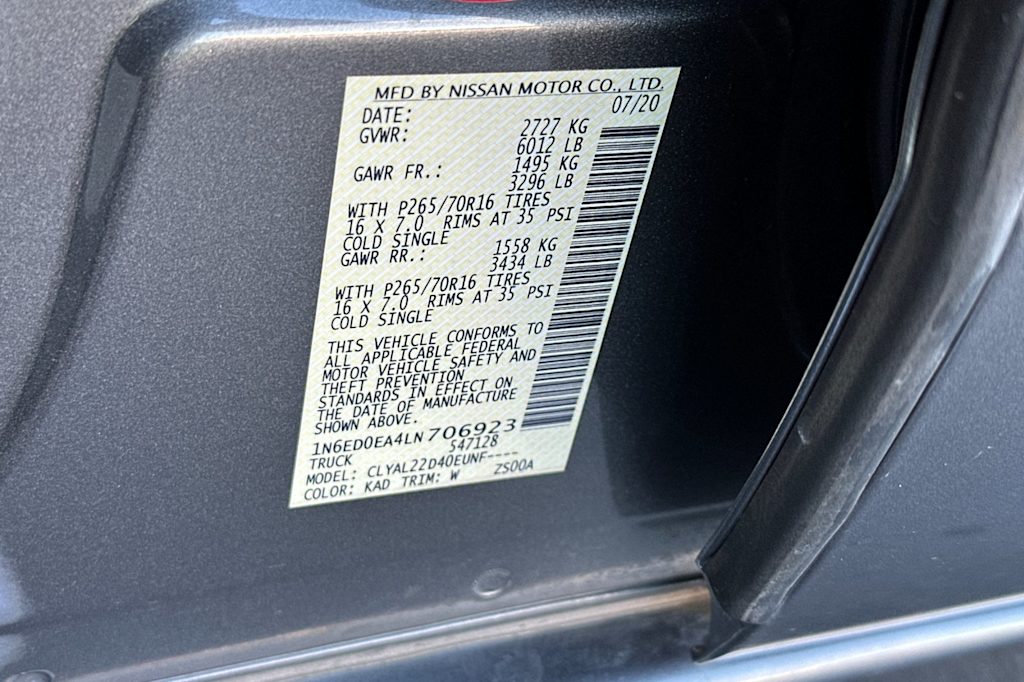 MFD BY NISSAN MOTOR CO., LTD.
DATE: 07/20
GVWR: 2727 KG
6012 LB
GAWR FR.: 1495 KG
3296 LB
WITH P265/70R16 TIRES
16 X 7.0 RIMS AT 35 PSI
COLD SINGLE
GAWR RR.: 1558 KG
3434 LB
WITH P265/70R16 TIRES
16 X 7.0 RIMS AT 35 PSI
COLD SINGLE
THIS VEHICLE CONFORMS TO
ALL APPLICABLE FEDERAL
MOTOR VEHICLE SAFETY AND
THEFT PREVENTION
STANDARDS IN EFFECT ON
THE DATE OF MANUFACTURE
SHOWN ABOVE.
1N6ED0EA4LN706923
TRUCK 547128
MODEL: CLYAL22D40EUNF----
COLOR: KAD TRIM: W ZS00A